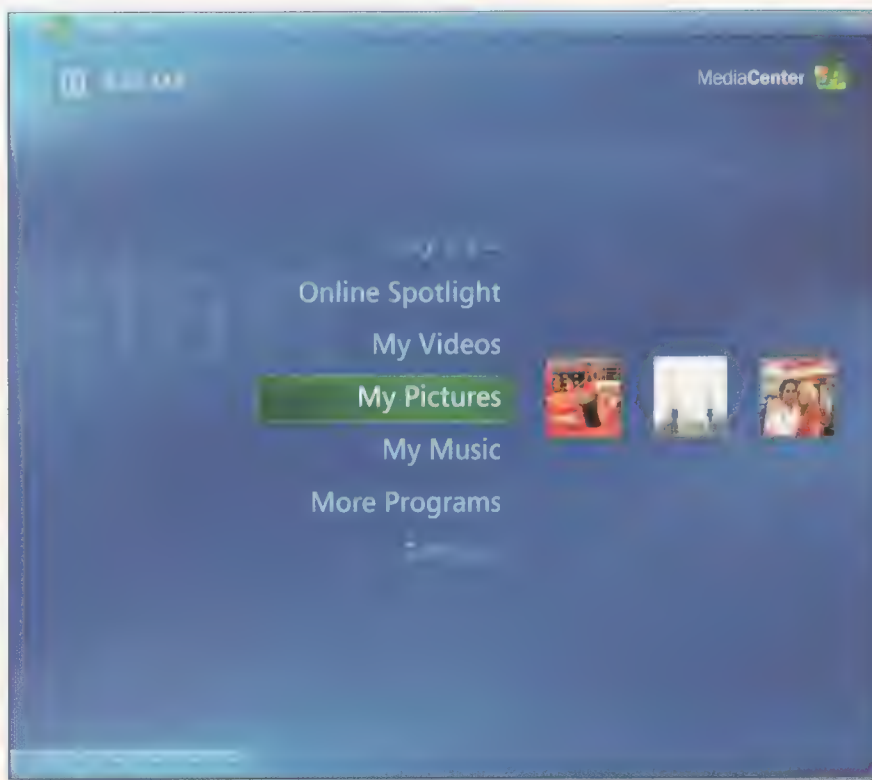 MediaCenter
Online Spotlight
My Videos
My Pictures
My Music
More Programs